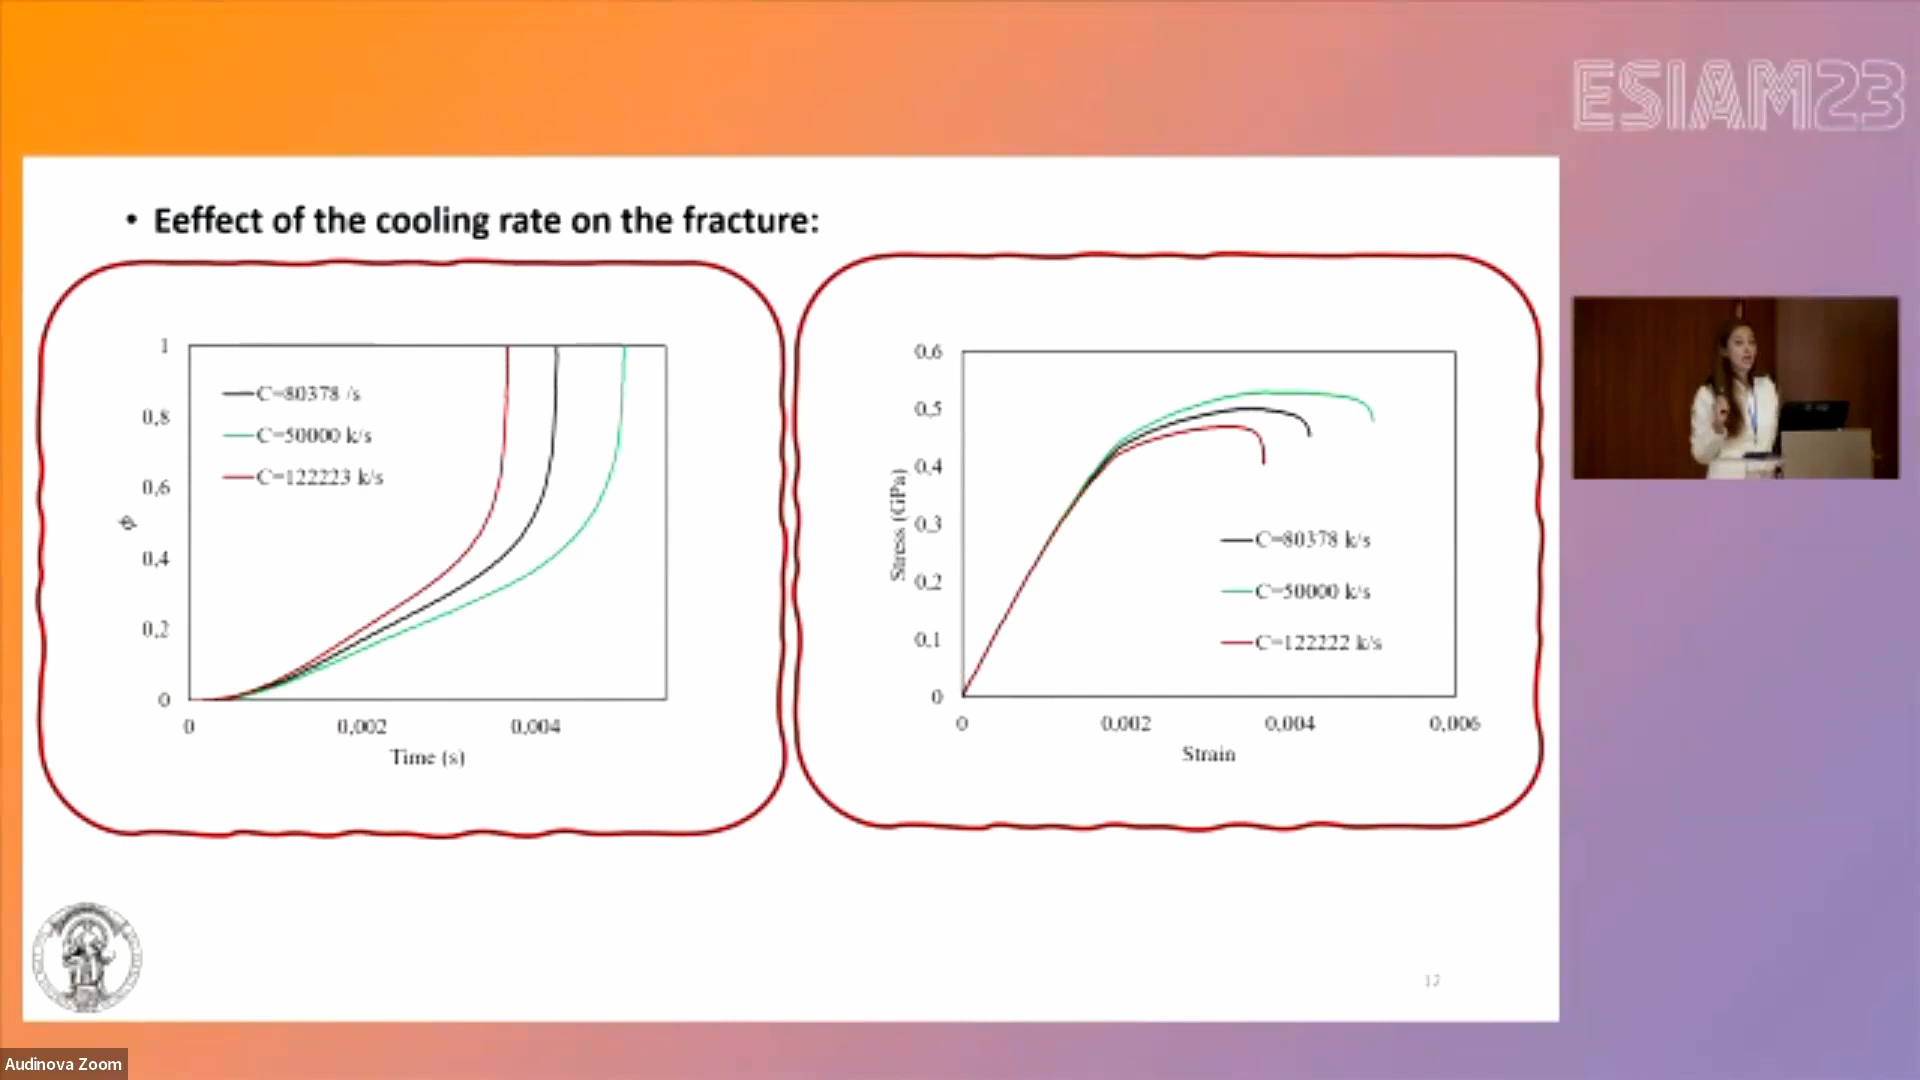 ESIAM23
• Eeffect of the cooling rate on the fracture:
1
0,8
0,6
0,4
0,2
0
φ
C=80378 /s
C=50000 k/s
C=122223 k/s
0
0,002
0,004
Time (s)
0,6
0,5
0,4
0,3
0,2
0,1
0
Stress (GPa)
C=80378 k/s
C=50000 k/s
C=122222 k/s
0
0,002
0,004
0,006
Strain
Audinova Zoom